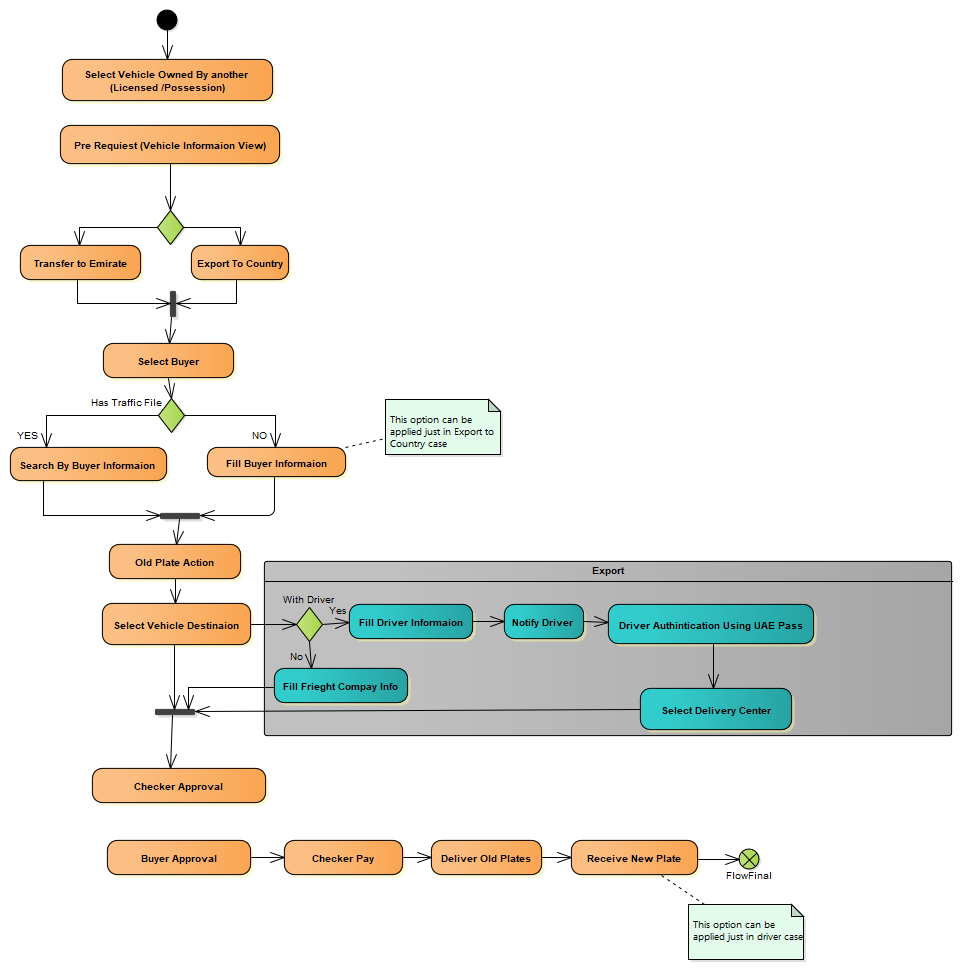 Select Vehicle Owned By another
(Licensed /Possession)
Pre Requiest (Vehicle Informaion View)
Transfer to Emirate
Export To Country
Select Buyer
Has Traffic File
YES
NO
This option can be
applied just in Export to
Country case
Search By Buyer Informaion
Fill Buyer Informaion
Old Plate Action
Export
With Driver
Yes
Select Vehicle Destinaion
Fill Driver Informaion
Notify Driver
Driver Authintication Using UAE Pass
No
Fill Frieght Compay Info
Select Delivery Center
Checker Approval
Buyer Approval
Checker Pay
Deliver Old Plates
Receive New Plate
FlowFinal
This option can be
applied just in driver case